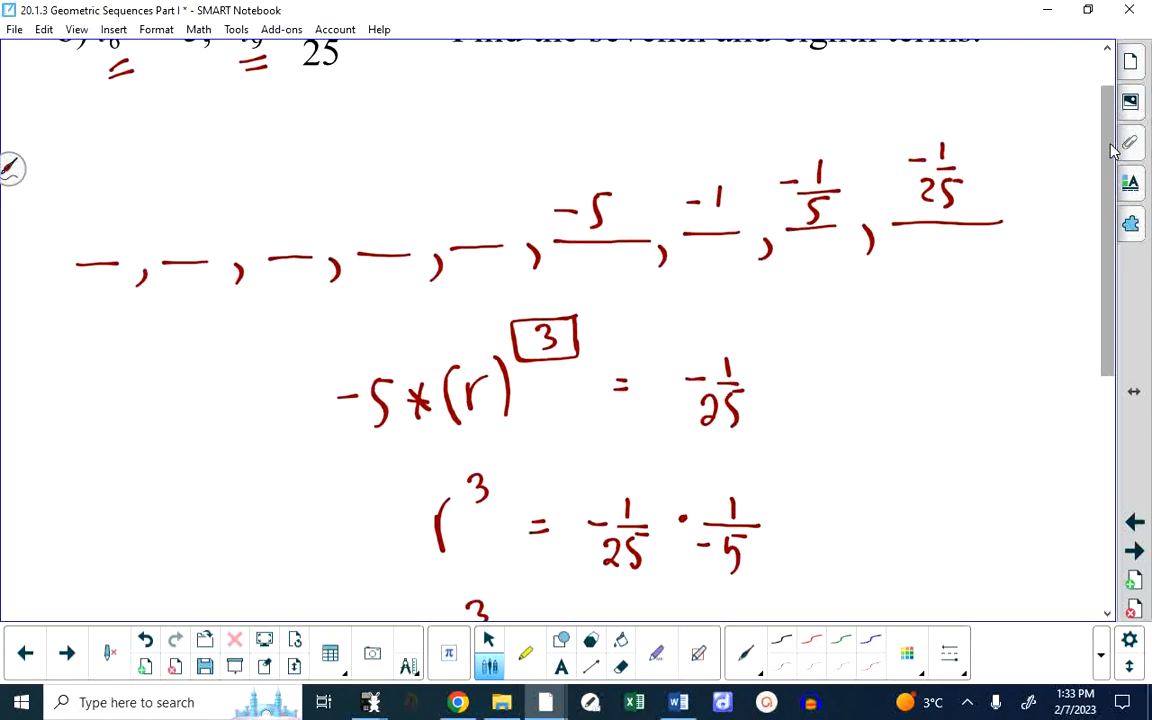 20.1.3 Geometric Sequences Part I * - SMART Notebook
File Edit View Insert Format Math Tools Add-ons Account Help
25 Find the seventh and eighth terms.
—, —, —, —, —, -5, -1, -1/5, -1/25
-5 * (r)^3 = -1/25
r^3 = -1/25 · 1/-5
3
Type here to search
3°C
1:33 PM
2/7/2023